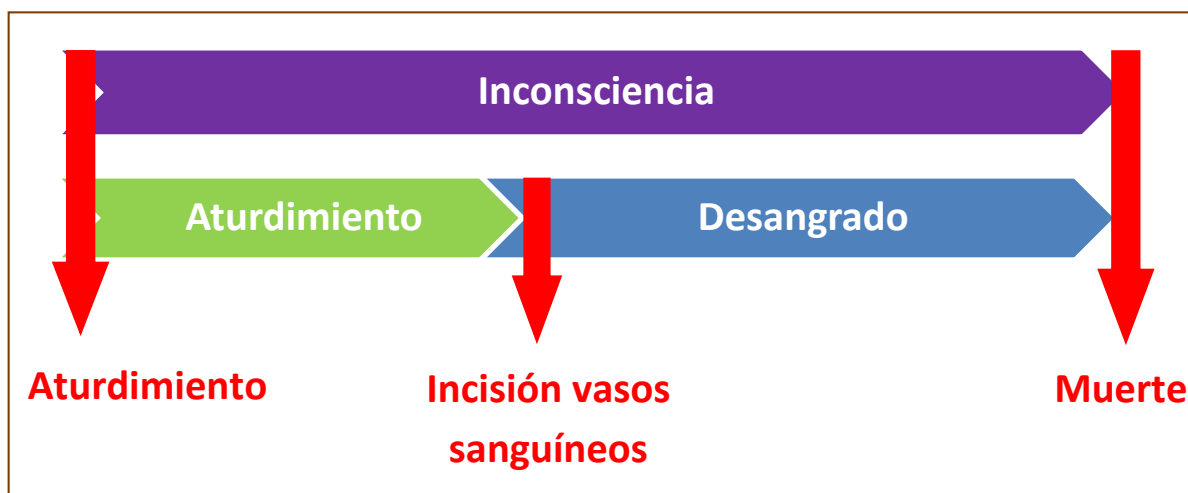 Inconsciencia
Aturdimiento
Desangrado
Aturdimiento
Incisión vasos
sanguíneos
Muerte